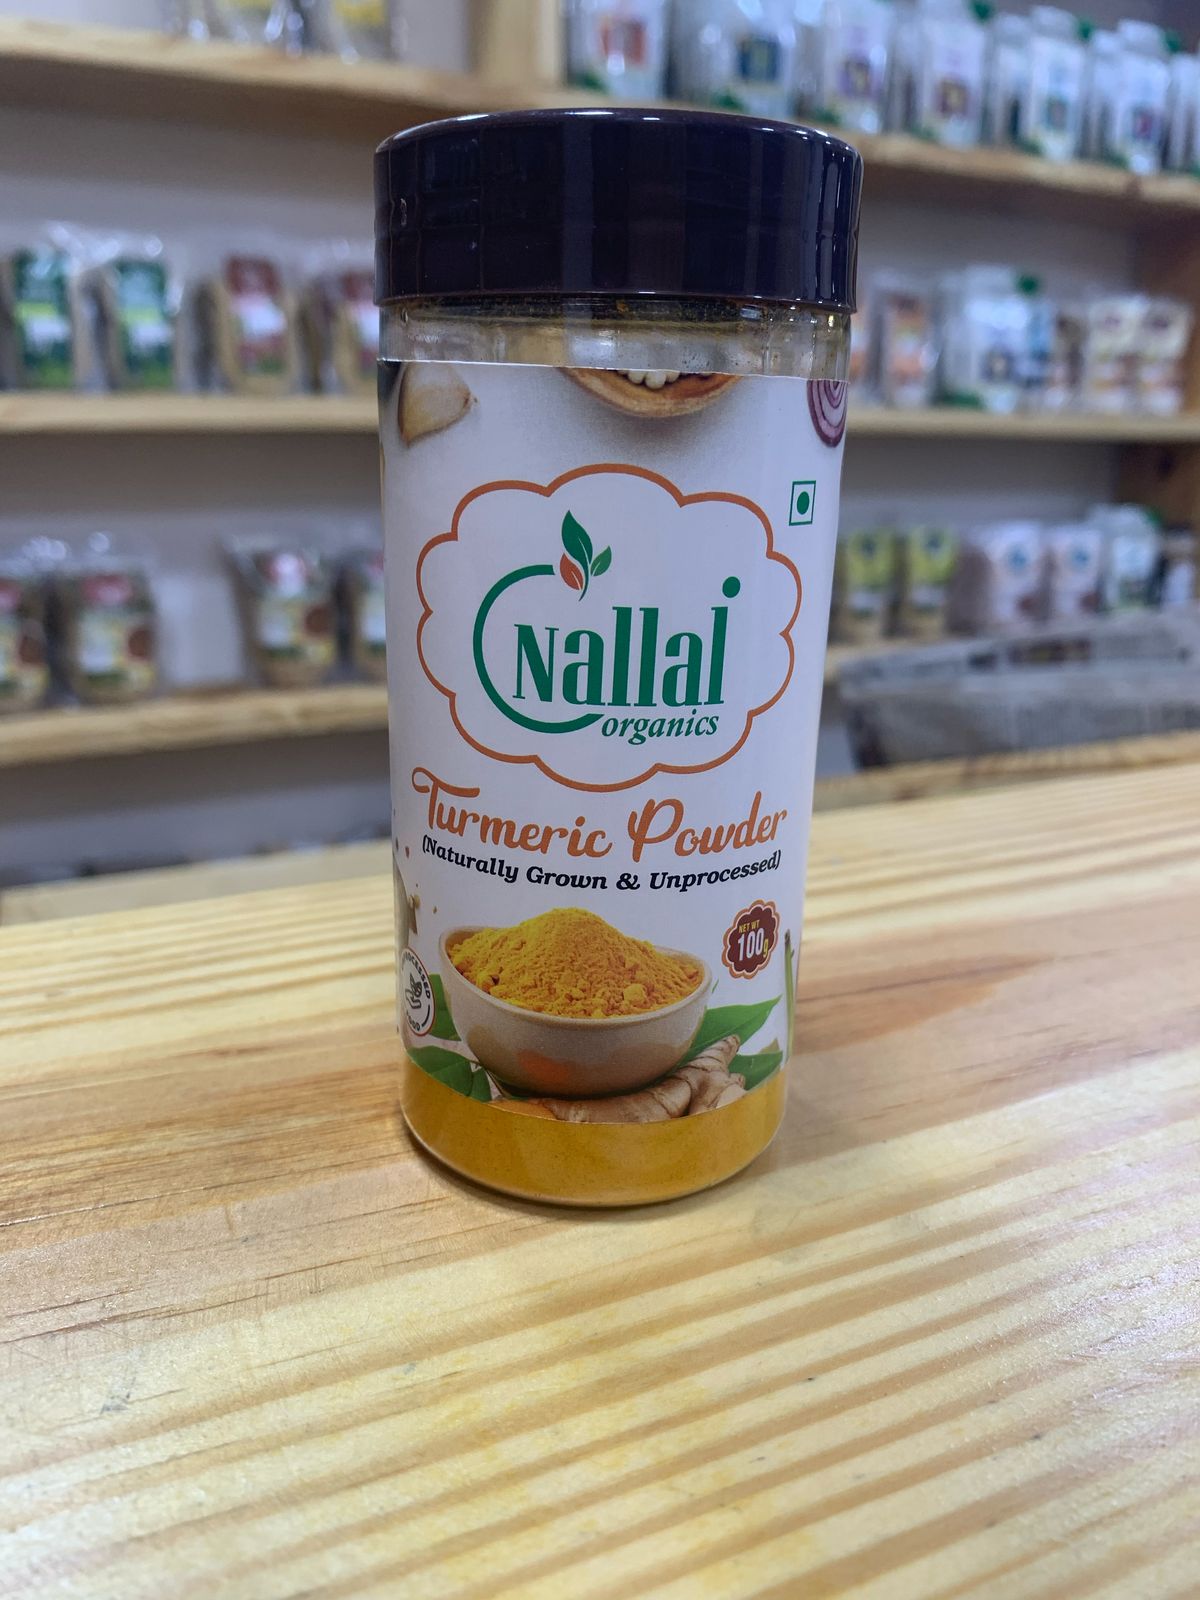 Nallai
organics
Turmeric Powder
(Naturally Grown & Unprocessed)
NET WT
100g